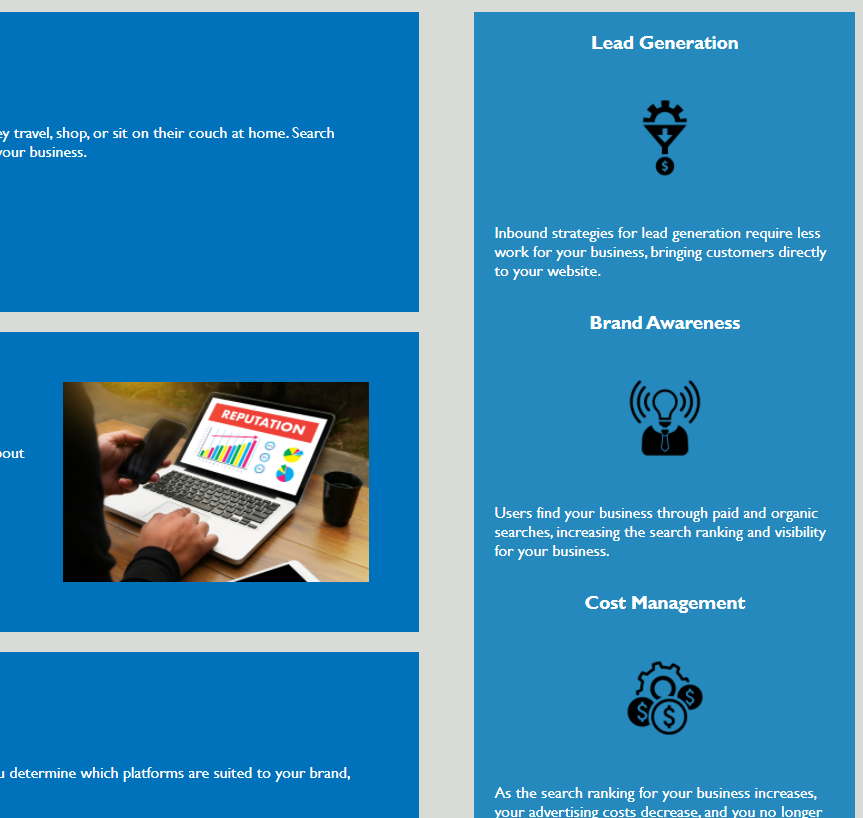 ey travel, shop, or sit on their couch at home. Search
your business.
bout
REPUTATION
u determine which platforms are suited to your brand,
Lead Generation
Inbound strategies for lead generation require less
work for your business, bringing customers directly
to your website.
Brand Awareness
Users find your business through paid and organic
searches, increasing the search ranking and visibility
for your business.
Cost Management
As the search ranking for your business increases,
your advertising costs decrease, and you no longer